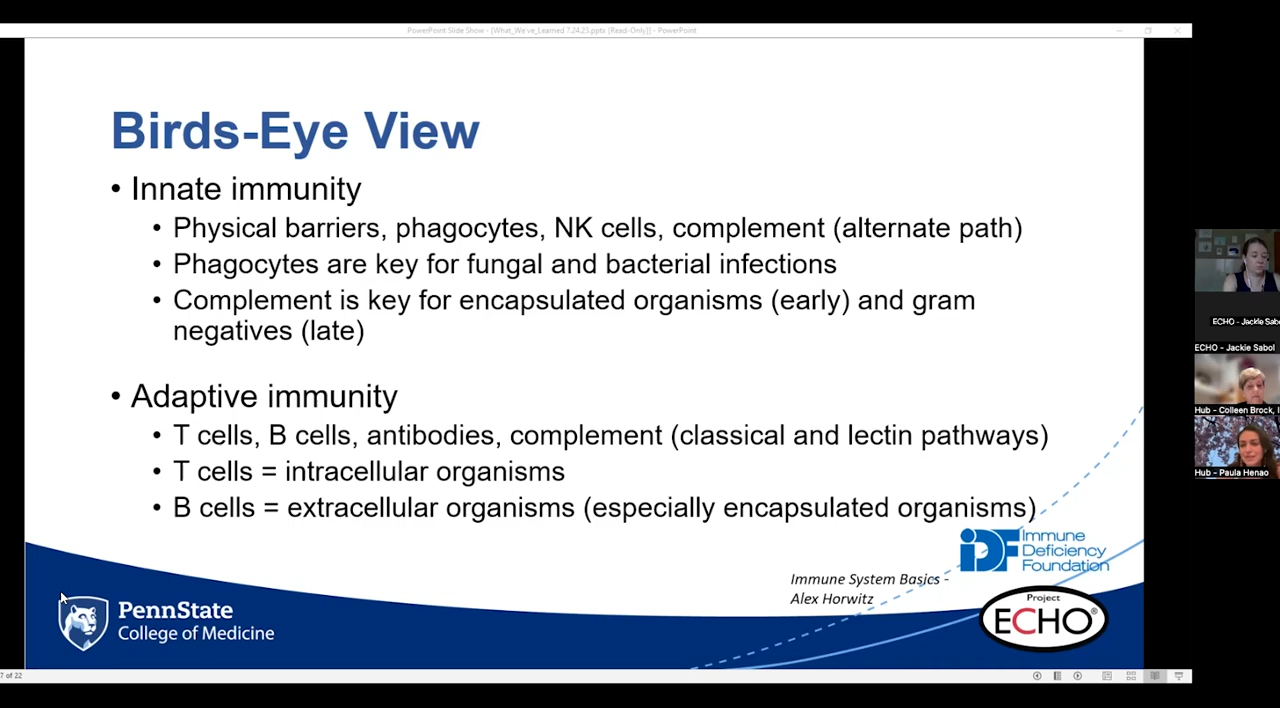 PowerPoint Slide Show - [What_We've_Learned 7.24.23.pptx [Read-Only]] - PowerPoint
Birds-Eye View
• Innate immunity
• Physical barriers, phagocytes, NK cells, complement (alternate path)
• Phagocytes are key for fungal and bacterial infections
• Complement is key for encapsulated organisms (early) and gram
negatives (late)
• Adaptive immunity
• T cells, B cells, antibodies, complement (classical and lectin pathways)
• T cells = intracellular organisms
• B cells = extracellular organisms (especially encapsulated organisms)
Immune System Basics -
Alex Horwitz
IDF Immune
Deficiency
Foundation
Project
ECHO®
PennState
College of Medicine
7 of 22
ECHO - Jackie Sabo
ECHO - Jackie Sabol
Hub - Colleen Brock,
Hub - Paula Henao